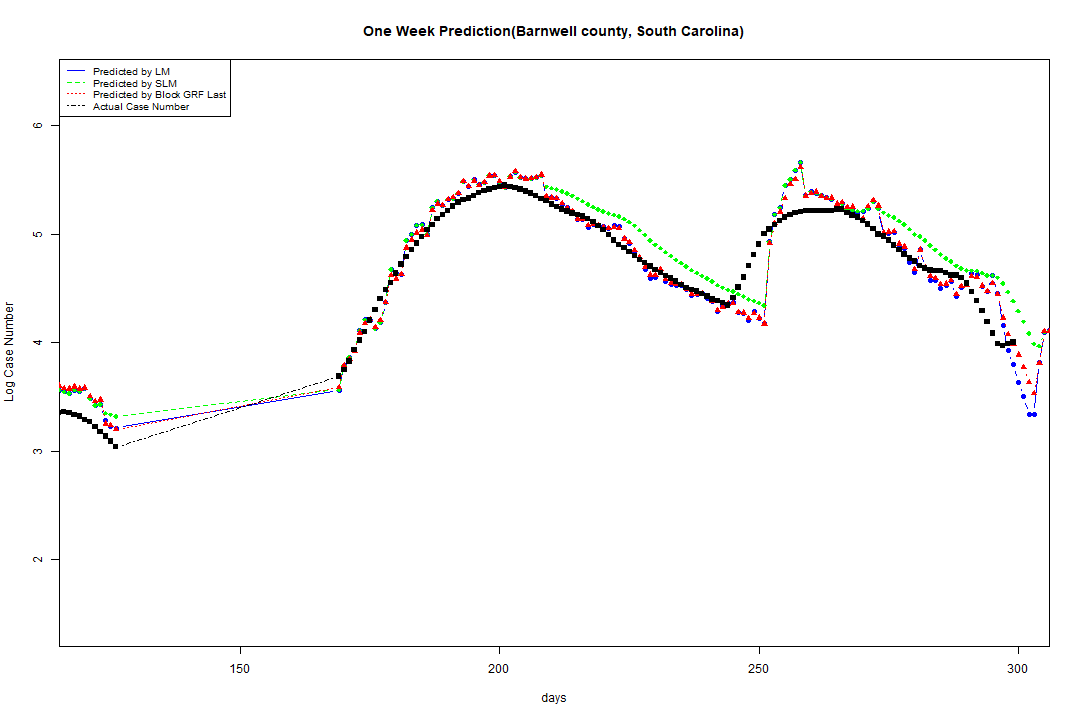 One Week Prediction(Barnwell county, South Carolina)
Predicted by LM
Predicted by SLM
Predicted by Block GRF Last
Actual Case Number
6
5
4
3
2
Log Case Number
150 200 250 300
days